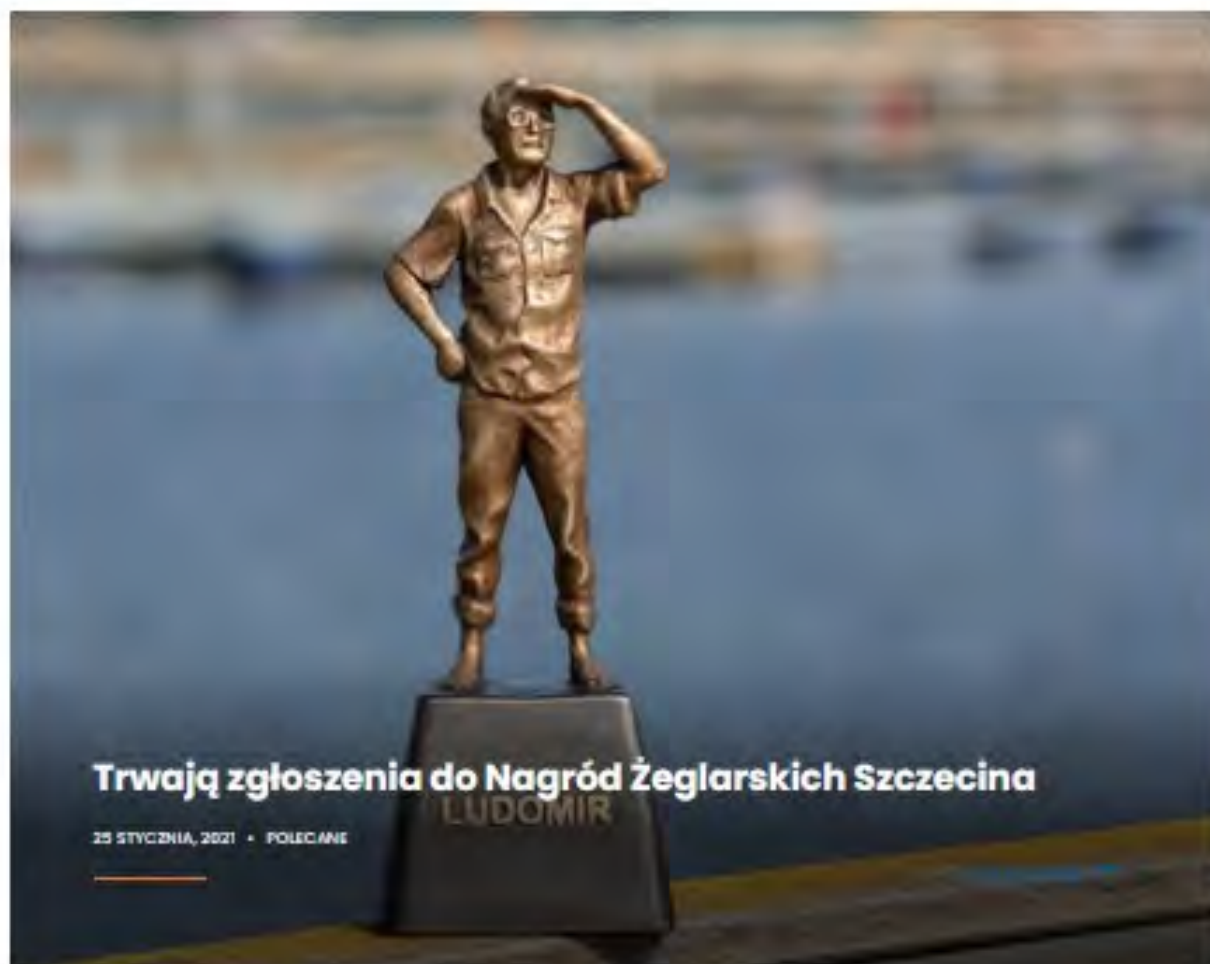 Trwają zgłoszenia do Nagród Żeglarskich Szczecina
LUDOMIR
25 STYCZNIA, 2021 • POLECANE